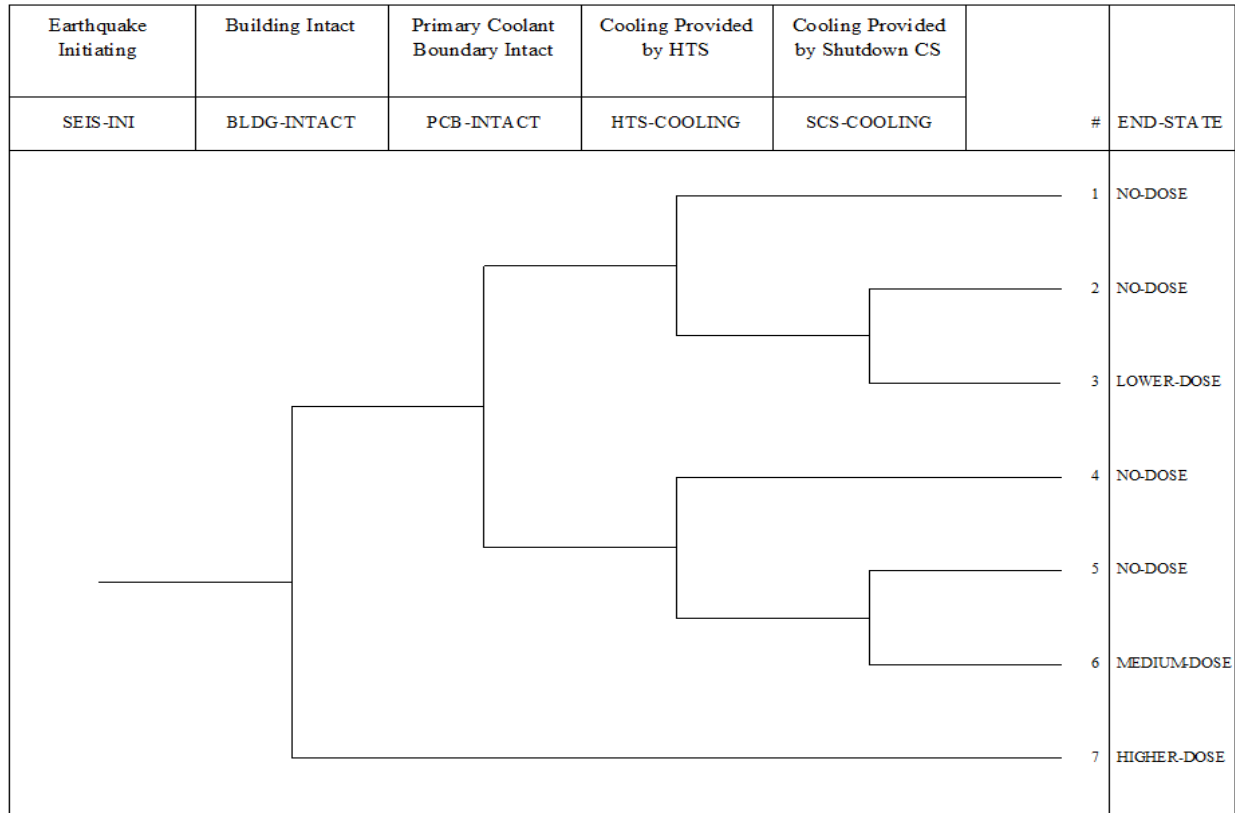 Earthquake
Initiating
Building Intact
Primary Coolant
Boundary Intact
Cooling Provided
by HTS
Cooling Provided
by Shutdown CS
SEIS-INI
BLDG-INTACT
PCB-INTACT
HTS-COOLING
SCS-COOLING
#
END-STATE
1 NO-DOSE
2 NO-DOSE
3 LOWER-DOSE
4 NO-DOSE
5 NO-DOSE
6 MEDIUM-DOSE
7 HIGHER-DOSE